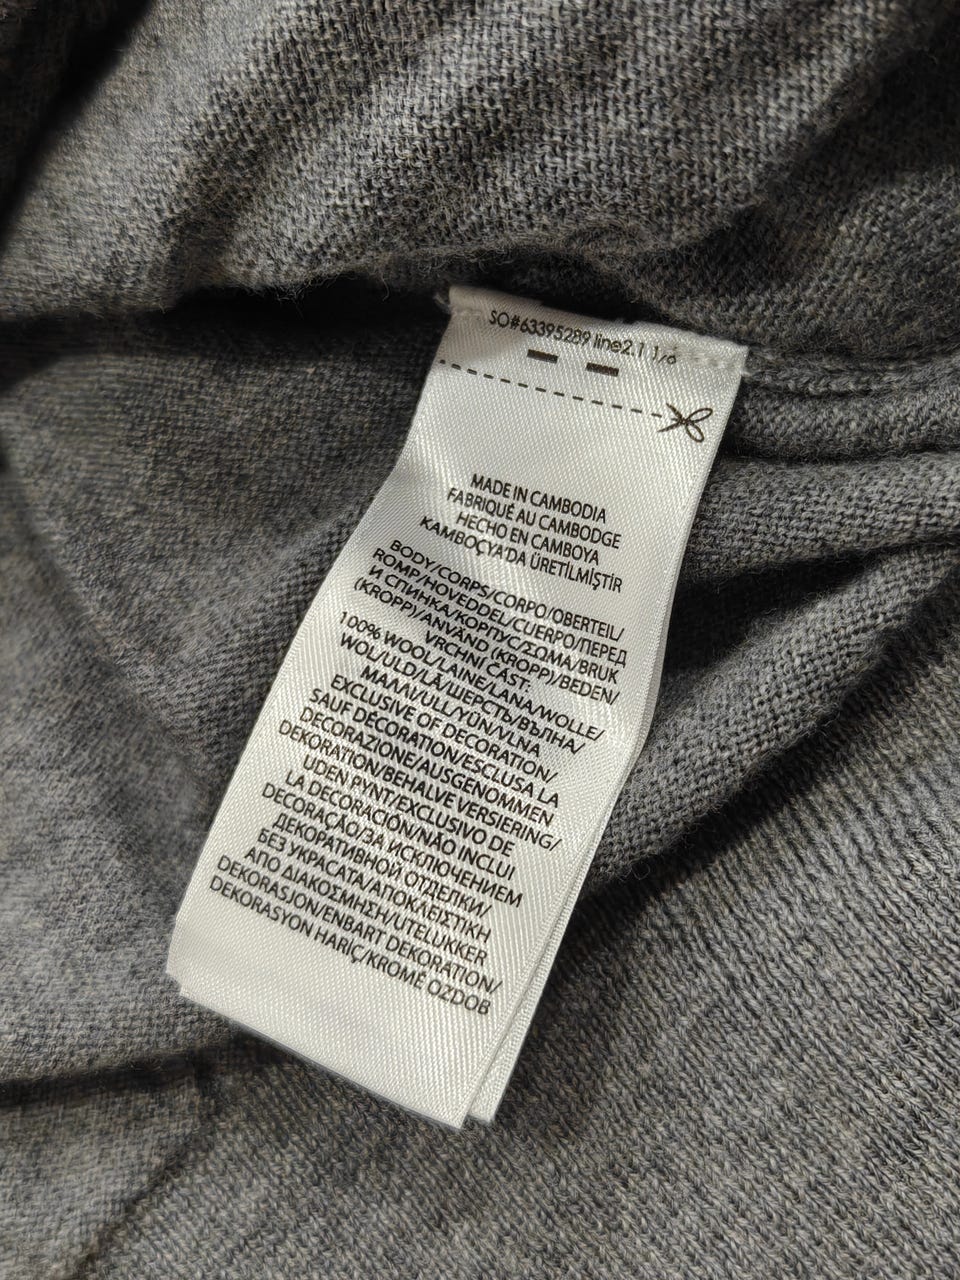 SO#63395289 line2.1 1/6
MADE IN CAMBODIA
FABRIQUÉ AU CAMBODGE
HECHO EN CAMBOYA
KAMBOÇYA'DA ÜRETİLMİŞTİR
BODY/CORPS/CORPO/OBERTEIL/
ROMP/HOVEDDEL/CUERPO/ПЕРЕД
И СПИНКА/КОРПУС/ΣΩΜΑ/BRUK
(KROPP)/ANVÄND (KROPP)/BEDEN/
VRCHNÍ ČÁST:
100% WOOL/LAINE/LANA/WOLLE/
WOL/ULD/LÃ/ШЕРСТЬ/ВЪЛНА/
ΜΑΛΛΙ/ULL/YÜN/VLNA
EXCLUSIVE OF DECORATION/
SAUF DÉCORATION/ESCLUSA LA
DECORAZIONE/AUSGENOMMEN
DEKORATION/BEHALVE VERSIERING/
UDEN PYNT/EXCLUSIVO DE
LA DECORACIÓN/NÃO INCLUI
DECORAÇÃO/ЗА ИСКЛЮЧЕНИЕМ
ДЕКОРАТИВНОЙ ОТДЕЛКИ/
БЕЗ УКРАСАТА/ΑΠΟΚΛΕΙΣΤΙΚΗ
ΑΠΟ ΔΙΑΚΟΣΜΗΣΗ/UTELUKKER
DEKORASJON/ENBART DEKORATION/
DEKORASYON HARİÇ/KROMĚ OZDOB